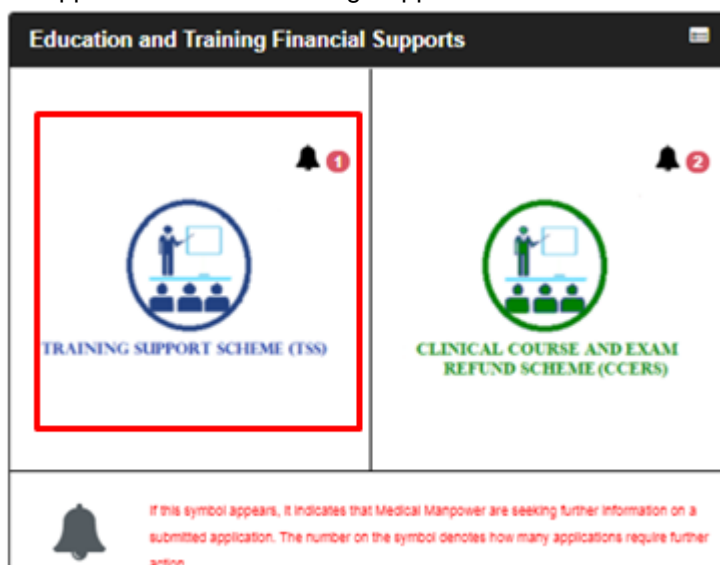 Education and Training Financial Supports
1
2
TRAINING SUPPORT SCHEME (TSS)
CLINICAL COURSE AND EXAM
REFUND SCHEME (CCERS)
If this symbol appears, it indicates that Medical Manpower are seeking further information on a
submitted application. The number on the symbol denotes how many applications require further
action